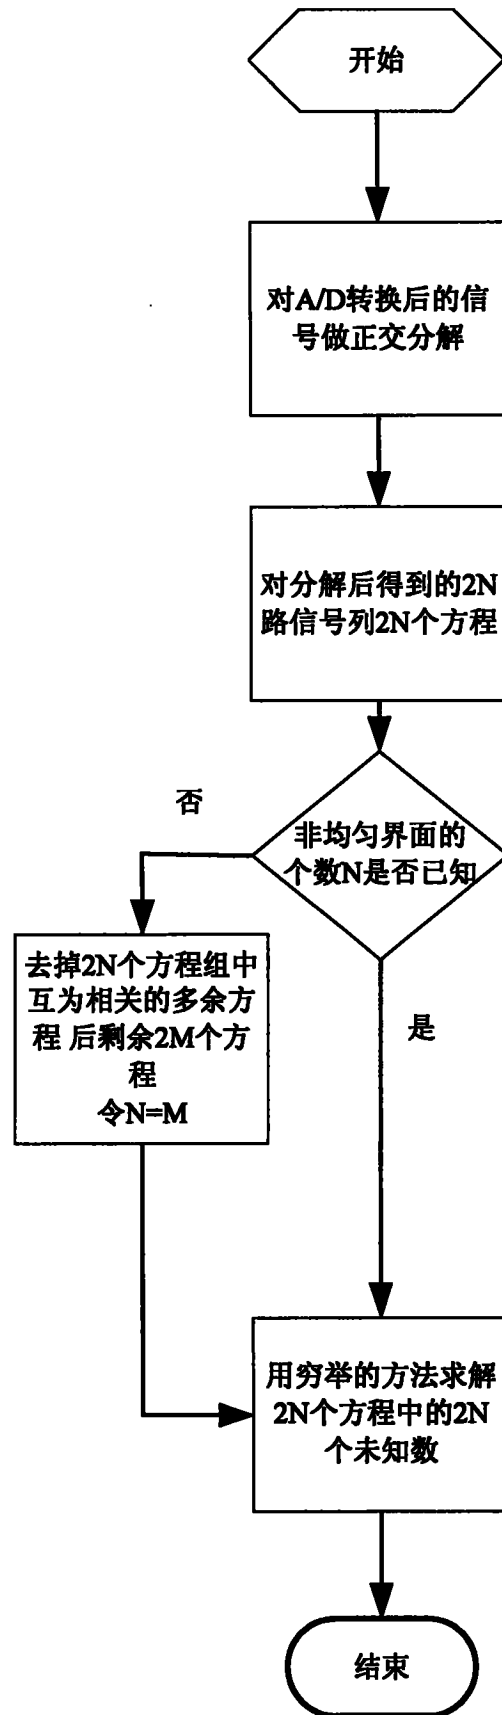 开始
对A/D转换后的信
号做正交分解
对分解后得到的2N
路信号列2N个方程
否
非均匀界面的
个数N是否已知
去掉2N个方程组中
互为相关的多余方
程 后剩余2M个方
程
令N=M
是
用穷举的方法求解
2N个方程中的2N
个未知数
结束